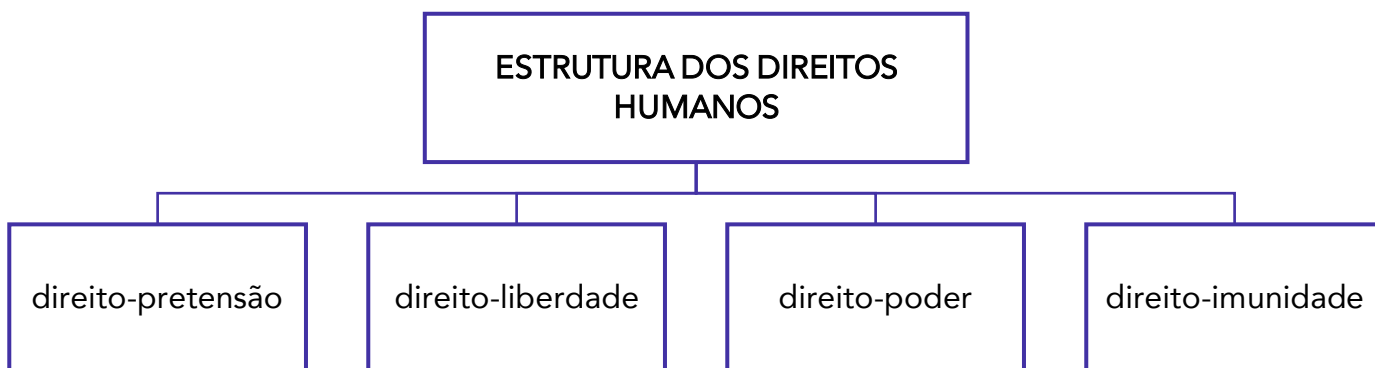 ESTRUTURA DOS DIREITOS
HUMANOS
direito-pretensão
direito-liberdade
direito-poder
direito-imunidade